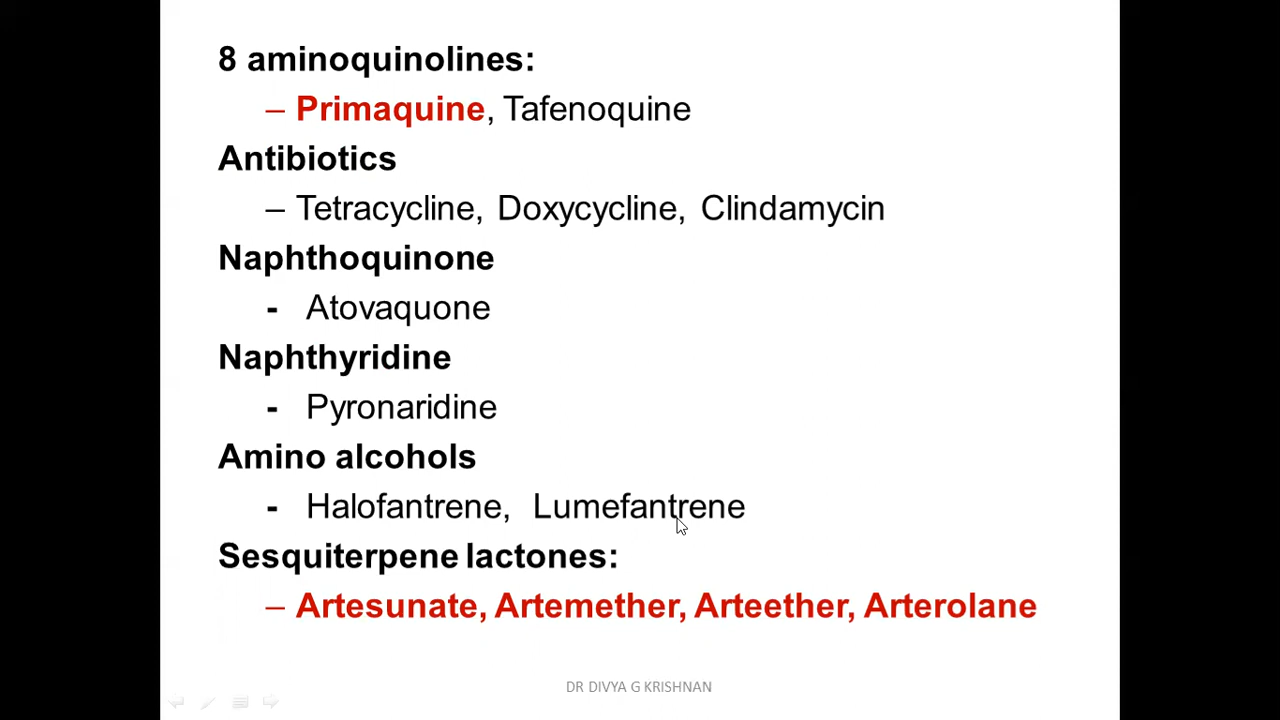 8 aminoquinolines:
– Primaquine, Tafenoquine
Antibiotics
– Tetracycline, Doxycycline, Clindamycin
Naphthoquinone
- Atovaquone
Naphthyridine
- Pyronaridine
Amino alcohols
- Halofantrene, Lumefantrene
Sesquiterpene lactones:
– Artesunate, Artemether, Arteether, Arterolane
DR DIVYA G KRISHNAN